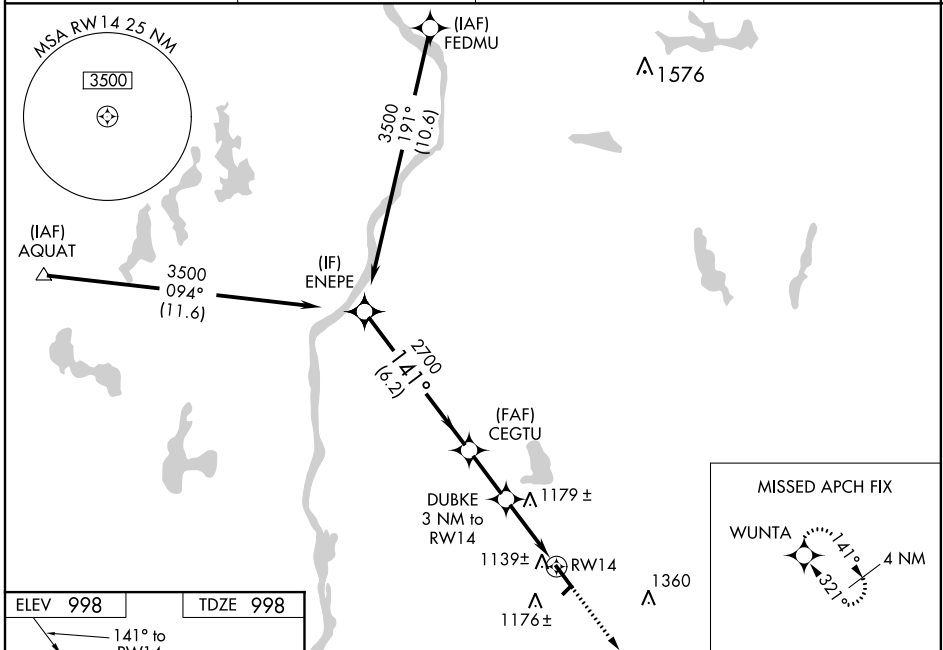 MSA RW14 25 NM
3500
(IAF)
FEDMU
1576
3500
191°
(10.6)
(IAF)
AQUAT
3500
094°
(11.6)
(IF)
ENEPE
2700
141°
(6.2)
(FAF)
CEGTU
DUBKE
3 NM to
RW14
1179 ±
1139±
RW14
1176 ±
1360
MISSED APCH FIX
WUNTA
141°
321°
4 NM
ELEV 998
TDZE 998
141° to
RW14